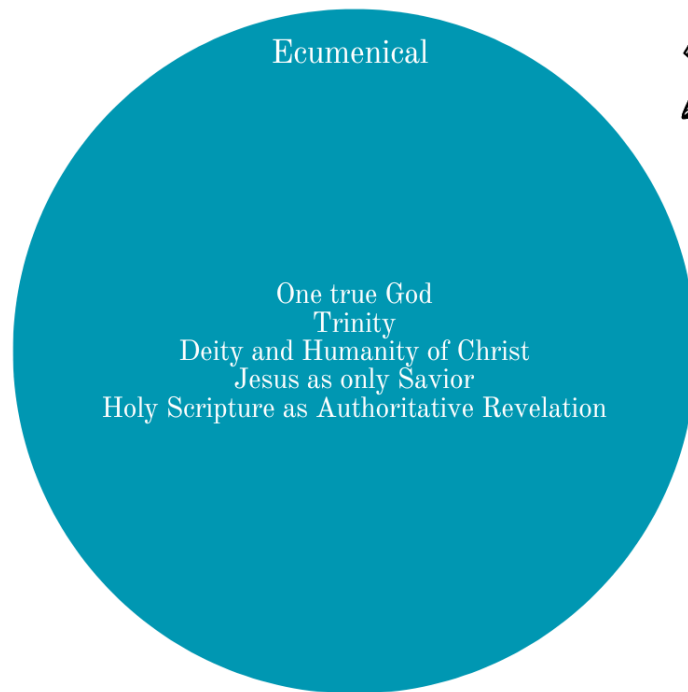 Ecumenical
One true God
Trinity
Deity and Humanity of Christ
Jesus as only Savior
Holy Scripture as Authoritative Revelation